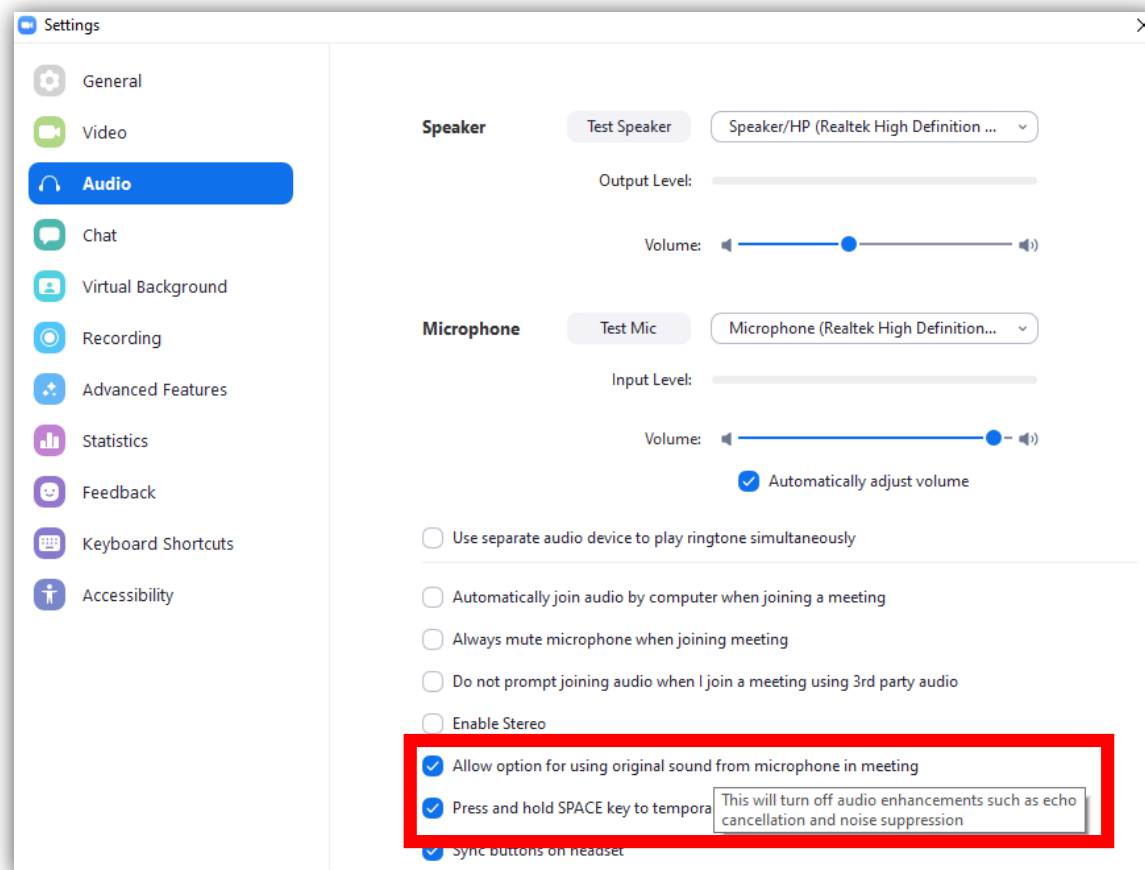 Settings
General
Video
Audio
Chat
Virtual Background
Recording
Advanced Features
Statistics
Feedback
Keyboard Shortcuts
Accessibility
Speaker
Test Speaker
Speaker/HP (Realtek High Definition ...
Output Level:
Volume:
Microphone
Test Mic
Microphone (Realtek High Definition...
Input Level:
Volume:
Automatically adjust volume
Use separate audio device to play ringtone simultaneously
Automatically join audio by computer when joining a meeting
Always mute microphone when joining meeting
Do not prompt joining audio when I join a meeting using 3rd party audio
Enable Stereo
Allow option for using original sound from microphone in meeting
Press and hold SPACE key to tempora
This will turn off audio enhancements such as echo
cancellation and noise suppression
Sync buttons on headset